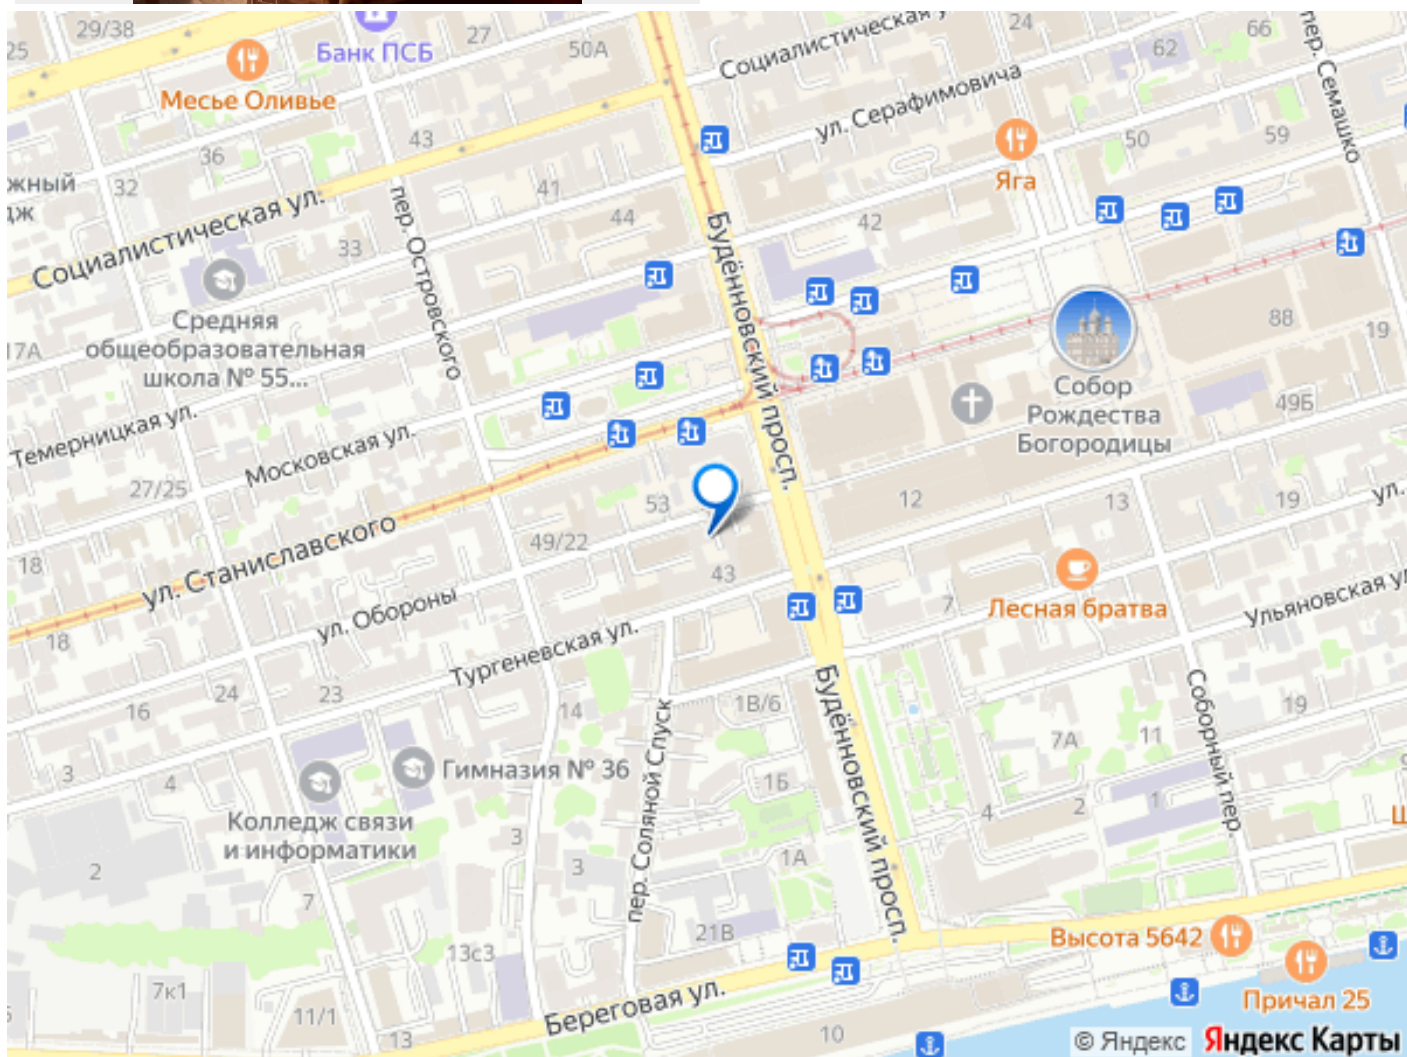 29/38
Банк ПСБ
27
50А
Социалистическая у
24
62
66
пер. Семашко
25
Месье Оливье
ул. Серафимовича
43
36
50
59
Яга
жный
дж
32
41
44
42
пер. Островского
Будённовский просп.
Социалистическая ул.
33
Средняя
общеобразовательная
школа № 55...
17А
88
19
Собор
Рождества
Богородицы
49Б
Темерницкая ул.
Московская ул.
27/25
53
12
13
19
ул.
ул. Станиславского
49/22
18
43
7
Лесная братва
Ульяновская ул
ул. Обороны
18
Тургеневская ул.
24
23
16
14
1В/6
Будённовский просп.
Соборный пер.
19
7А
11
пер. Соляной Спуск
3
4
Гимназия № 36
1Б
Колледж связи
и информатики
4
2
1
3
3
1А
2
7
21В
Высота 5642
13с3
7к1
11/1
Береговая ул.
Причал 25
13
10
© Яндекс
Яндекс Карты